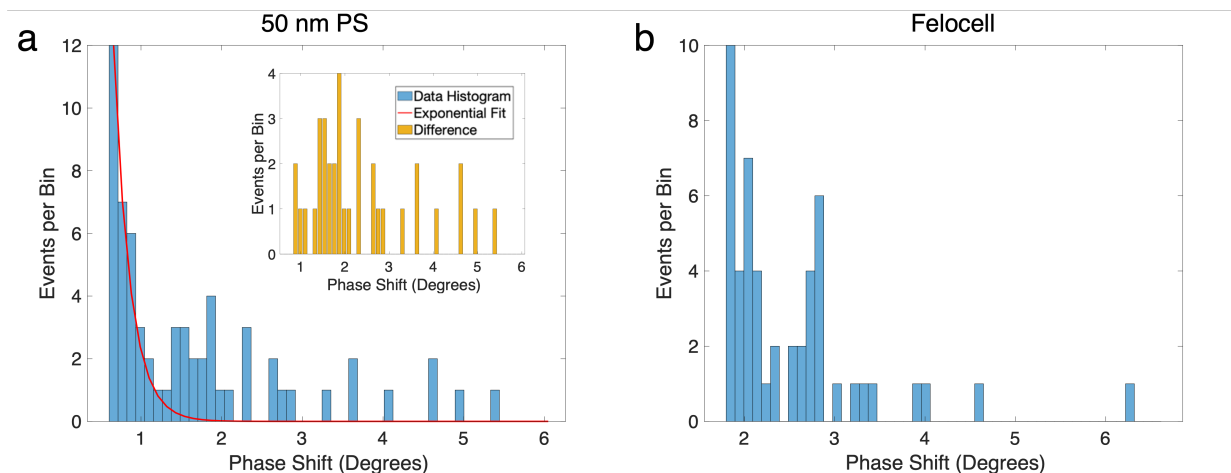 a
50 nm PS
12
10
8
6
4
2
0
Events per Bin
1 2 3 4 5 6
Phase Shift (Degrees)
4
3
2
1
0
Events per Bin
1 2 3 4 5 6
Phase Shift (Degrees)
Data Histogram
Exponential Fit
Difference
b
Felocell
10
8
6
4
2
0
Events per Bin
2 3 4 5 6
Phase Shift (Degrees)